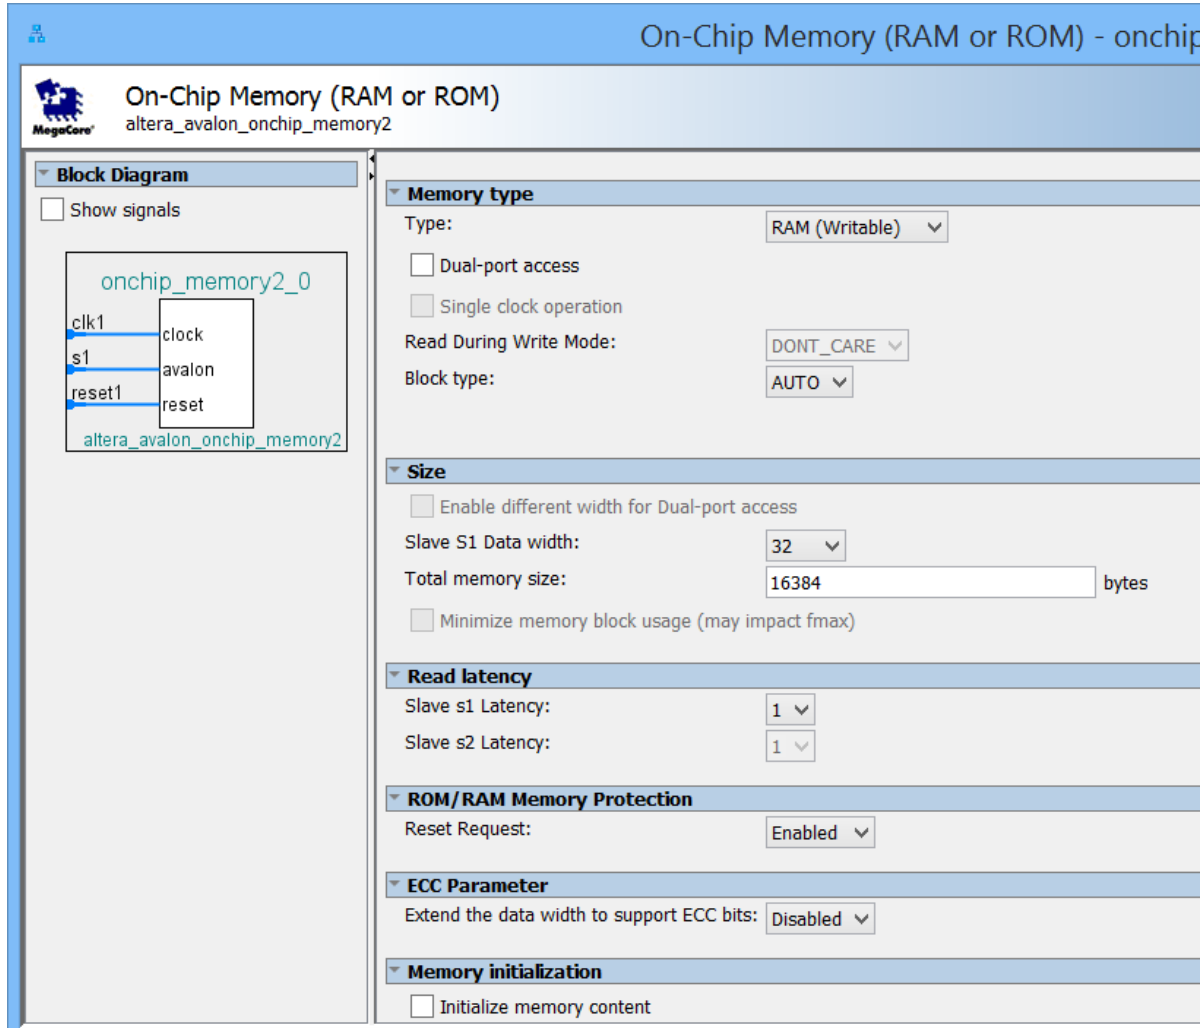 On-Chip Memory (RAM or ROM) - onchip
MegaCore®
On-Chip Memory (RAM or ROM)
altera_avalon_onchip_memory2
Block Diagram
Show signals
onchip_memory2_0
clk1
clock
s1
avalon
reset1
reset
altera_avalon_onchip_memory2
Memory type
Type: RAM (Writable)
Dual-port access
Single clock operation
Read During Write Mode: DONT_CARE
Block type: AUTO
Size
Enable different width for Dual-port access
Slave S1 Data width: 32
Total memory size: 16384 bytes
Minimize memory block usage (may impact fmax)
Read latency
Slave s1 Latency: 1
Slave s2 Latency: 1
ROM/RAM Memory Protection
Reset Request: Enabled
ECC Parameter
Extend the data width to support ECC bits: Disabled
Memory initialization
Initialize memory content